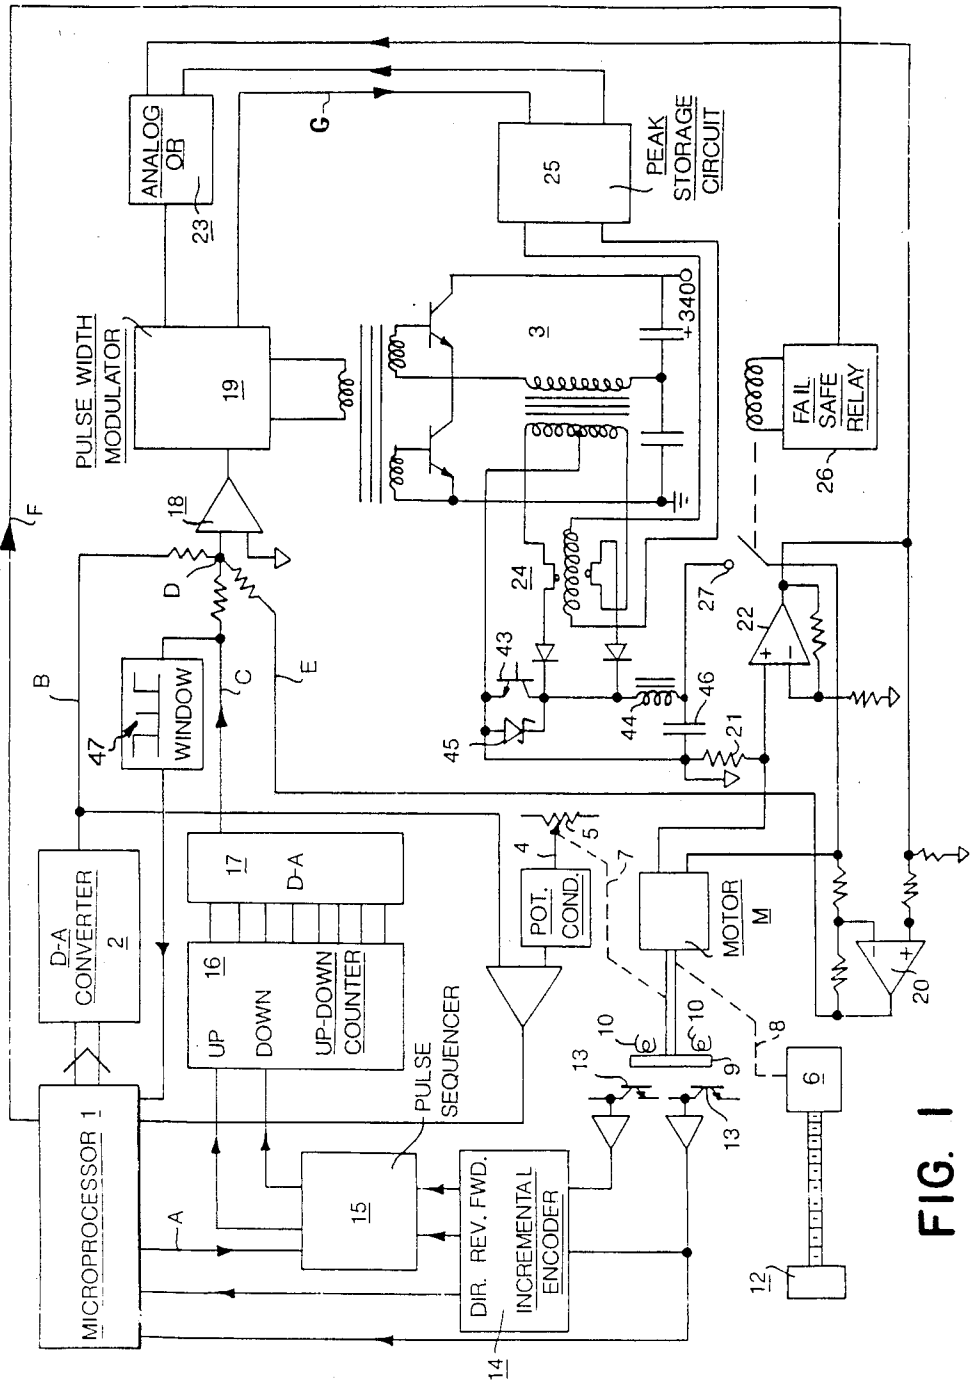 FIG. 1
MICROPROCESSOR 1
D-A
CONVERTER
2
B
F
47
WINDOW
C
D
E
18
PULSE WIDTH
MODULATOR
19
ANALOG
OR
23
G
25
PEAK
STORAGE
CIRCUIT
A
15
PULSE
SEQUENCER
UP
DOWN
16
UP-DOWN
COUNTER
17
D-A
3
+340
DIR. REV. FWD.
INCREMENTAL
ENCODER
14
POT.
COND.
4
5
7
43
45
44
46
24
21
27
22
+
-
26
FAIL
SAFE
RELAY
13
13
10
10
9
8
MOTOR
M
20
-
+
12
6